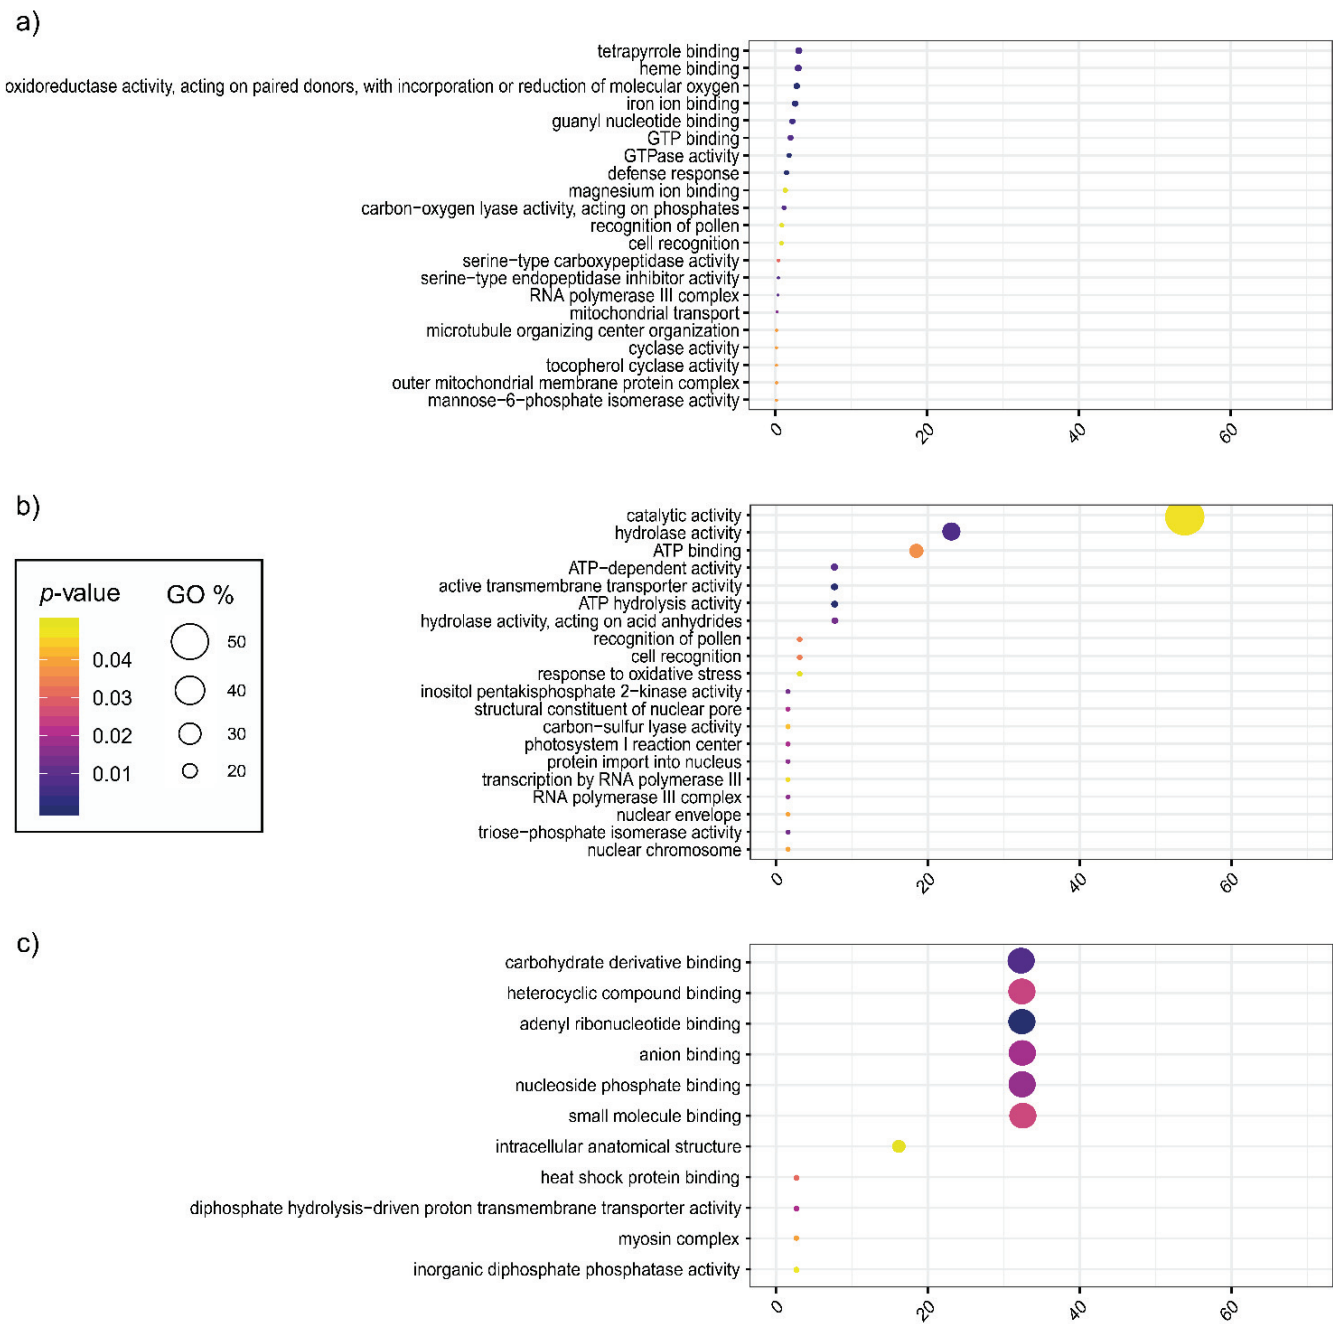 a)
tetrapyrrole binding
heme binding
oxidoreductase activity, acting on paired donors, with incorporation or reduction of molecular oxygen
iron ion binding
guanyl nucleotide binding
GTP binding
GTPase activity
defense response
magnesium ion binding
carbon−oxygen lyase activity, acting on phosphates
recognition of pollen
cell recognition
serine−type carboxypeptidase activity
serine−type endopeptidase inhibitor activity
RNA polymerase III complex
mitochondrial transport
microtubule organizing center organization
cyclase activity
tocopherol cyclase activity
outer mitochondrial membrane protein complex
mannose−6−phosphate isomerase activity
0 20 40 60
b)
catalytic activity
hydrolase activity
ATP binding
ATP−dependent activity
active transmembrane transporter activity
ATP hydrolysis activity
hydrolase activity, acting on acid anhydrides
recognition of pollen
cell recognition
response to oxidative stress
inositol pentakisphosphate 2−kinase activity
structural constituent of nuclear pore
carbon−sulfur lyase activity
photosystem I reaction center
protein import into nucleus
transcription by RNA polymerase III
RNA polymerase III complex
nuclear envelope
triose−phosphate isomerase activity
nuclear chromosome
0 20 40 60
p-value GO %
0.04
0.03
0.02
0.01
50
40
30
20
c)
carbohydrate derivative binding
heterocyclic compound binding
adenyl ribonucleotide binding
anion binding
nucleoside phosphate binding
small molecule binding
intracellular anatomical structure
heat shock protein binding
diphosphate hydrolysis−driven proton transmembrane transporter activity
myosin complex
inorganic diphosphate phosphatase activity
0 20 40 60